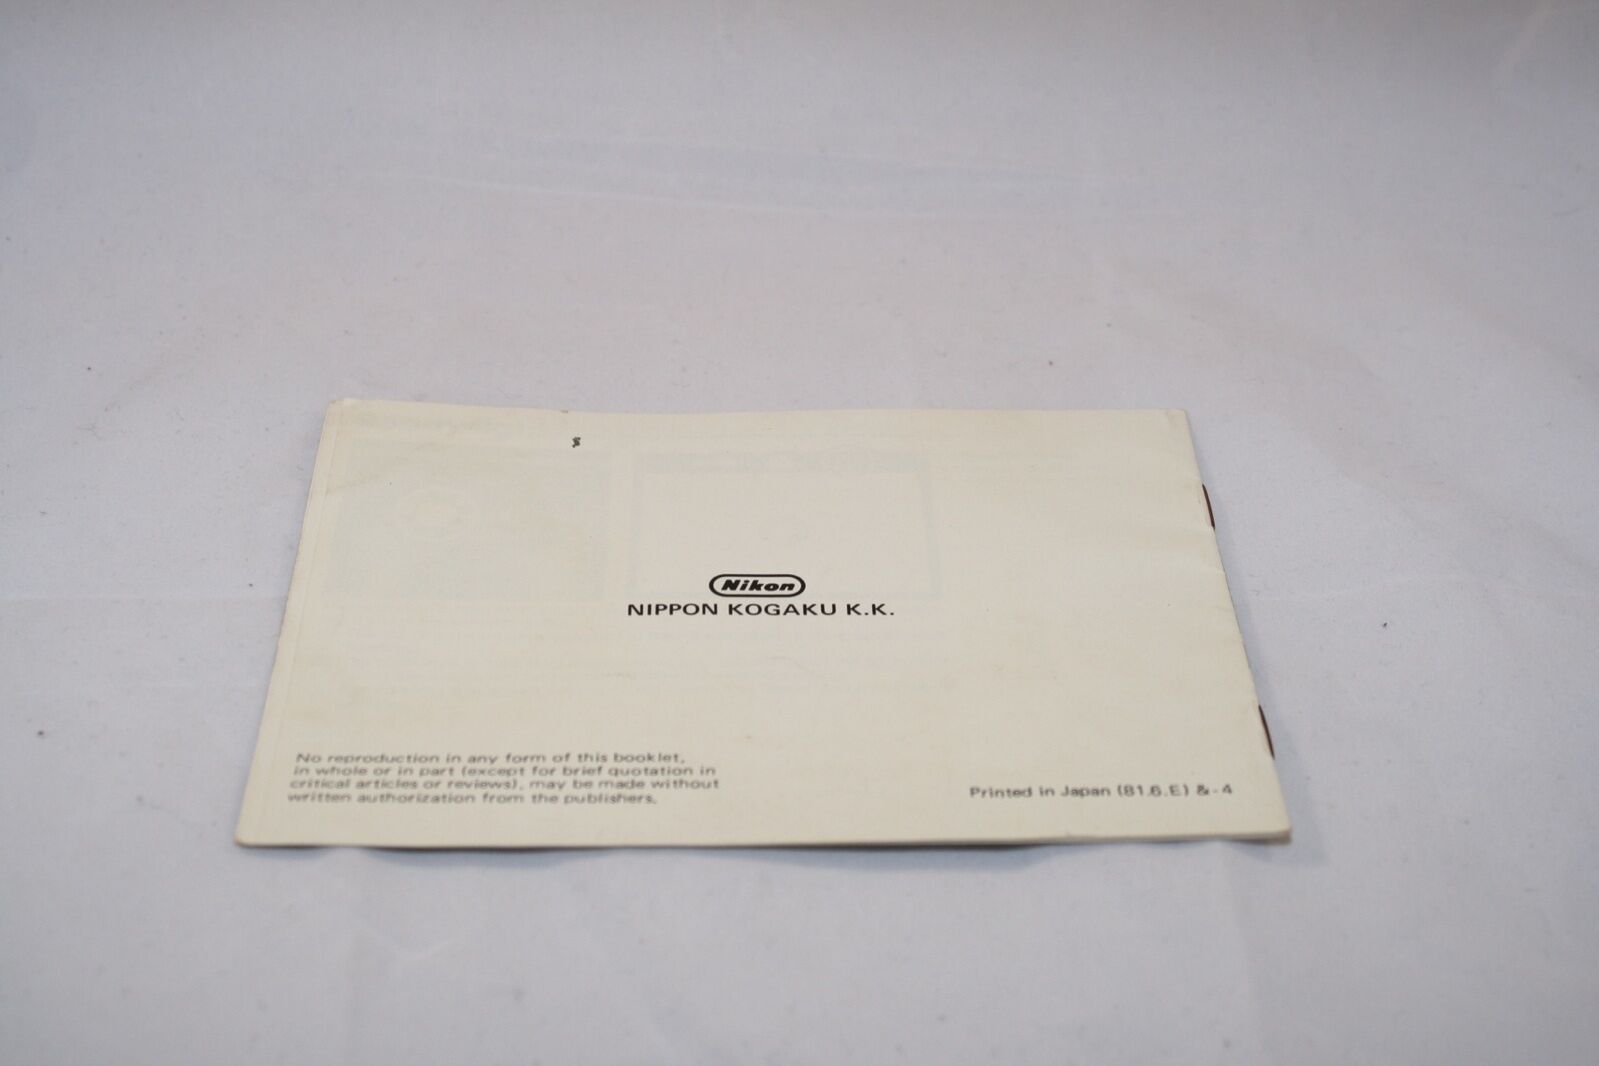 Nikon
NIPPON KOGAKU K.K.
No reproduction in any form of this booklet,
in whole or in part (except for brief quotation in
critical articles or reviews), may be made without
written authorization from the publishers.
Printed in Japan (81.6.E) &-4